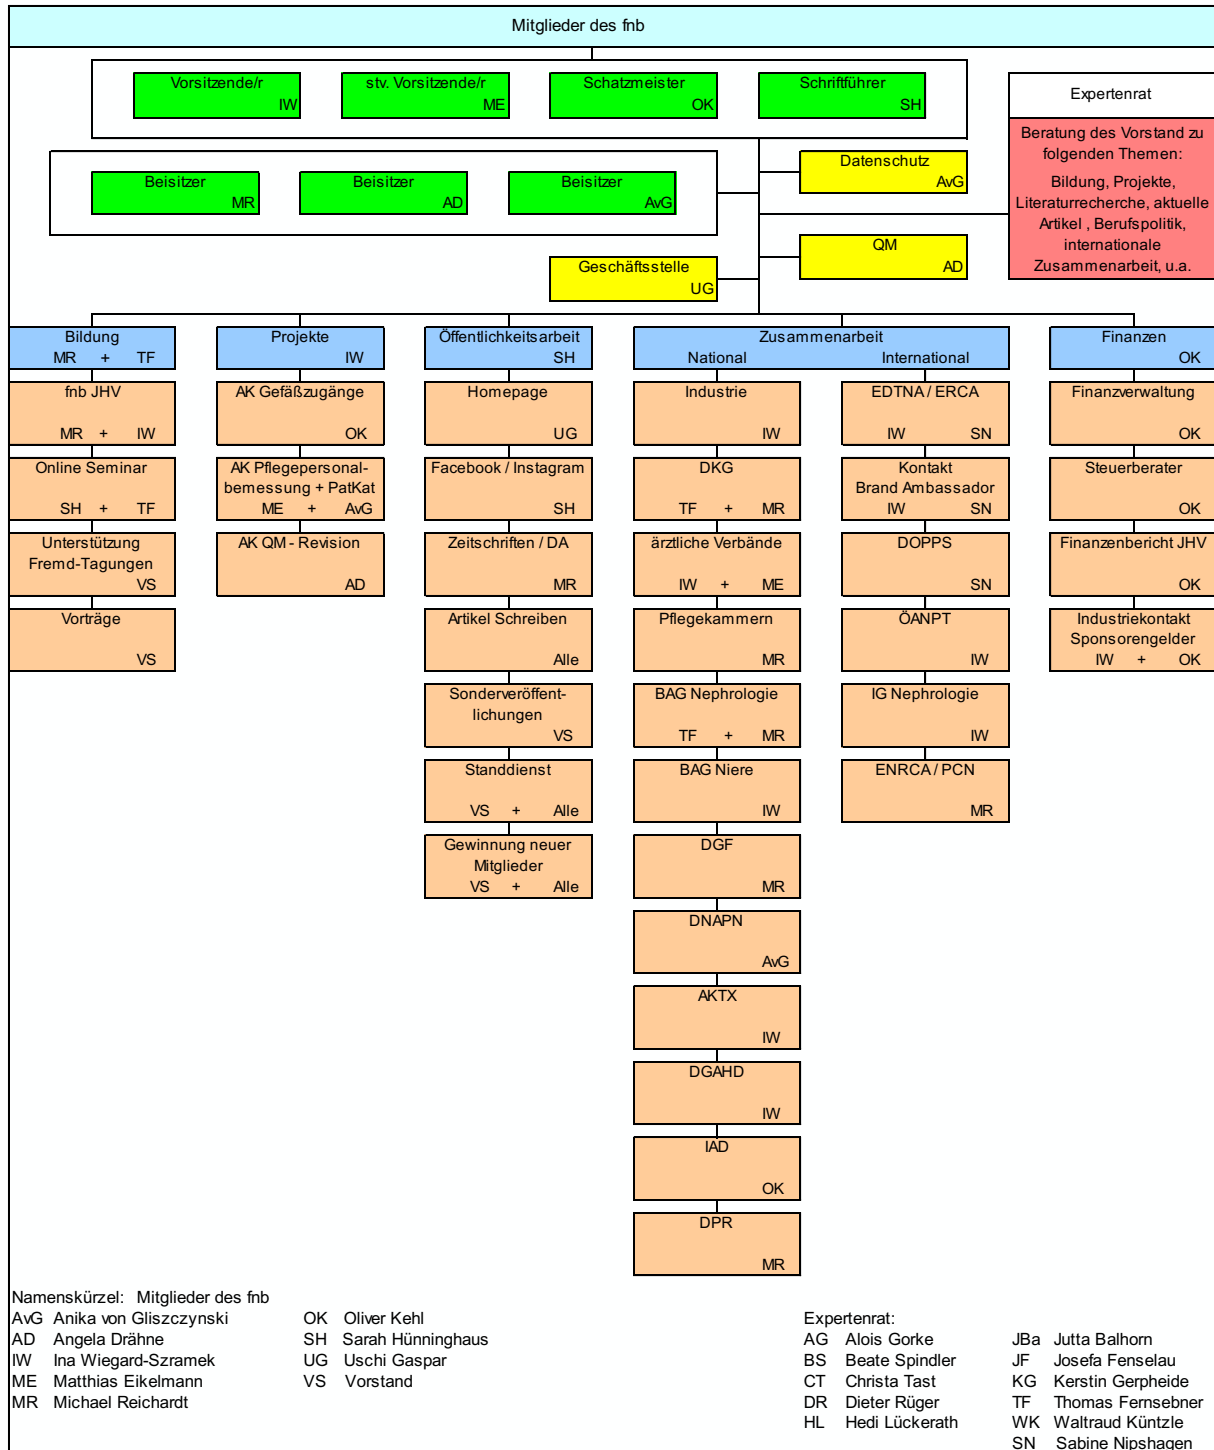 Mitglieder des fnb
Vorsitzende/r
IW
stv. Vorsitzende/r
ME
Schatzmeister
OK
Schriftführer
SH
Expertenrat
Beratung des Vorstand zu
folgenden Themen:
Bildung, Projekte,
Literaturrecherche, aktuelle
Artikel , Berufspolitik,
internationale
Zusammenarbeit, u.a.
Beisitzer
MR
Beisitzer
AD
Beisitzer
AvG
Datenschutz
AvG
QM
AD
Geschäftsstelle
UG
Bildung
MR + TF
fnb JHV
MR + IW
Online Seminar
SH + TF
Unterstützung
Fremd-Tagungen
VS
Vorträge
VS
Projekte
IW
AK Gefäßzugänge
OK
AK Pflegepersonal-
bemessung + PatKat
ME + AvG
AK QM - Revision
AD
Öffentlichkeitsarbeit
SH
Homepage
UG
Facebook / Instagram
SH
Zeitschriften / DA
MR
Artikel Schreiben
Alle
Sonderveröffent-
lichungen
VS
Standdienst
VS + Alle
Gewinnung neuer
Mitglieder
VS + Alle
Zusammenarbeit
National International
Industrie
IW
DKG
TF + MR
ärztliche Verbände
IW + ME
Pflegekammern
MR
BAG Nephrologie
TF + MR
BAG Niere
IW
DGF
MR
DNAPN
AvG
AKTX
IW
DGAHD
IW
IAD
OK
DPR
MR
EDTNA / ERCA
IW SN
Kontakt
Brand Ambassador
IW SN
DOPPS
SN
ÖANPT
IW
IG Nephrologie
IW
ENRCA / PCN
MR
Finanzen
OK
Finanzverwaltung
OK
Steuerberater
OK
Finanzenbericht JHV
OK
Industriekontakt
Sponsorengelder
IW + OK
Namenskürzel: Mitglieder des fnb
AvG Anika von Gliszczynski
AD Angela Drähne
IW Ina Wiegard-Szramek
ME Matthias Eikelmann
MR Michael Reichardt
OK Oliver Kehl
SH Sarah Hünninghaus
UG Uschi Gaspar
VS Vorstand
Expertenrat:
AG Alois Gorke
BS Beate Spindler
CT Christa Tast
DR Dieter Rüger
HL Hedi Lückerath
JBa Jutta Balhorn
JF Josefa Fenselau
KG Kerstin Gerpheide
TF Thomas Fernsebner
WK Waltraud Küntzle
SN Sabine Nipshagen